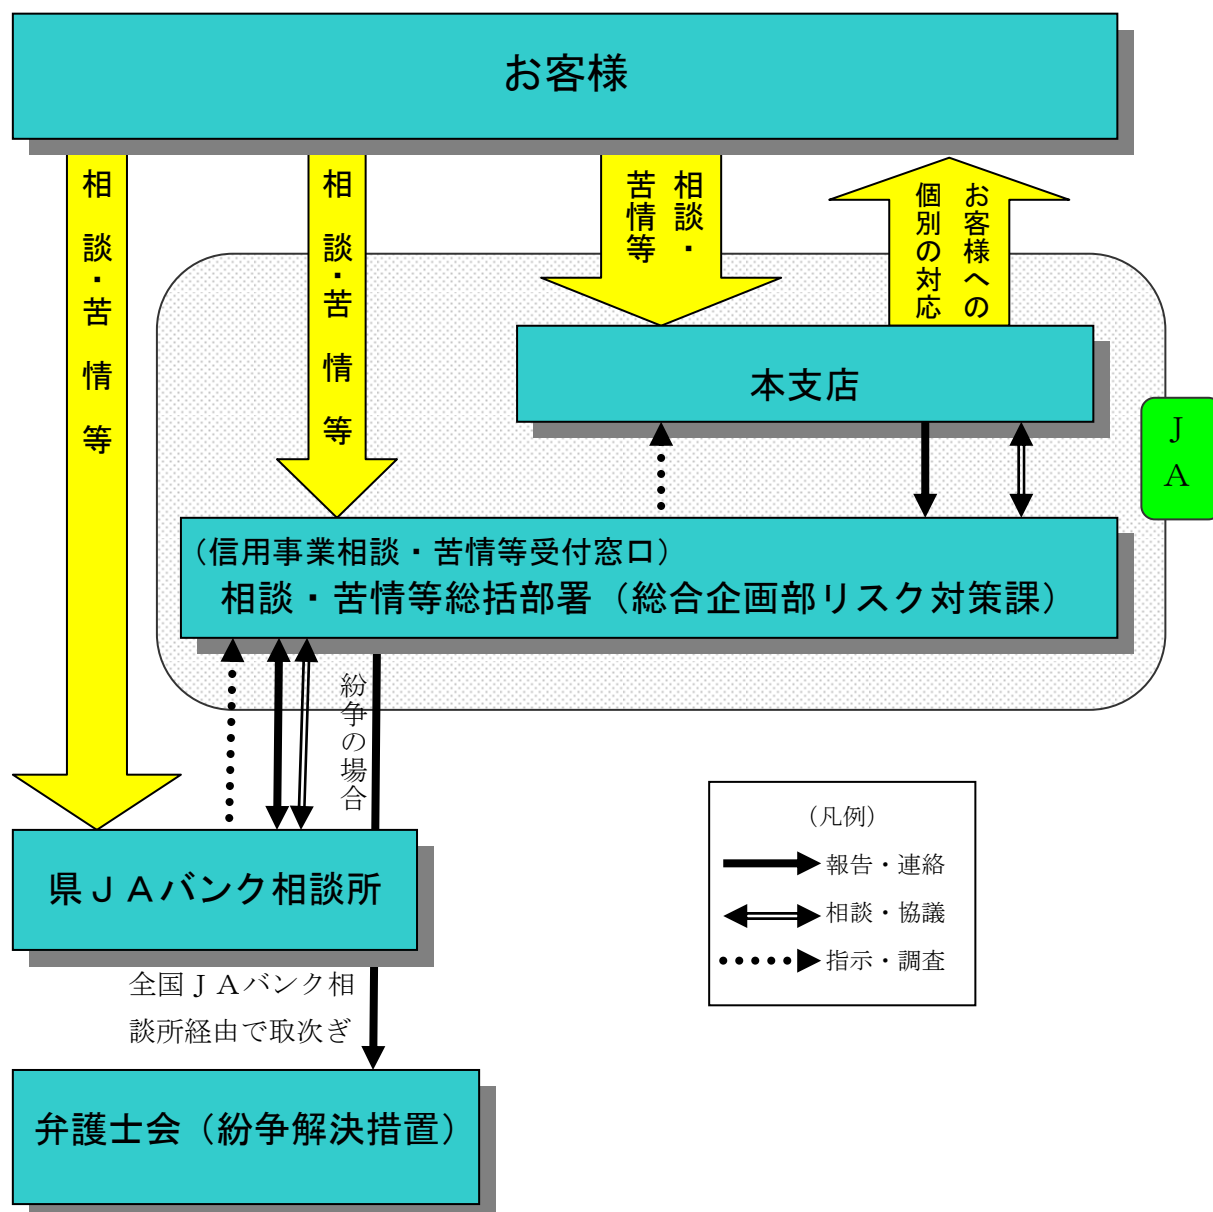 お客様
相談・苦情等
相談・苦情等
相談・
苦情等
お客様への
個別の対応
本支店
JA
（信用事業相談・苦情等受付窓口）
相談・苦情等総括部署（総合企画部リスク対策課）
紛争の場合
（凡例）
報告・連絡
相談・協議
指示・調査
県ＪＡバンク相談所
全国ＪＡバンク相
談所経由で取次ぎ
弁護士会（紛争解決措置）